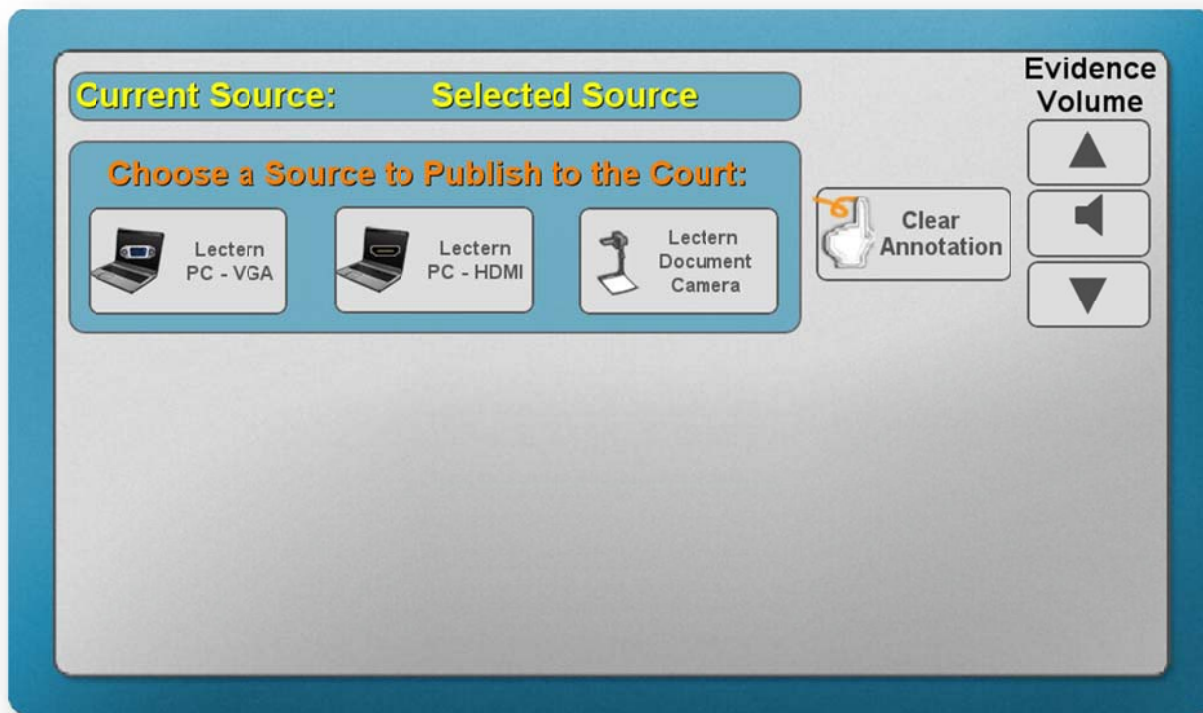 Current Source: Selected Source
Choose a Source to Publish to the Court:
Lectern
PC - VGA
Lectern
PC - HDMI
Lectern
Document
Camera
Clear
Annotation
Evidence
Volume